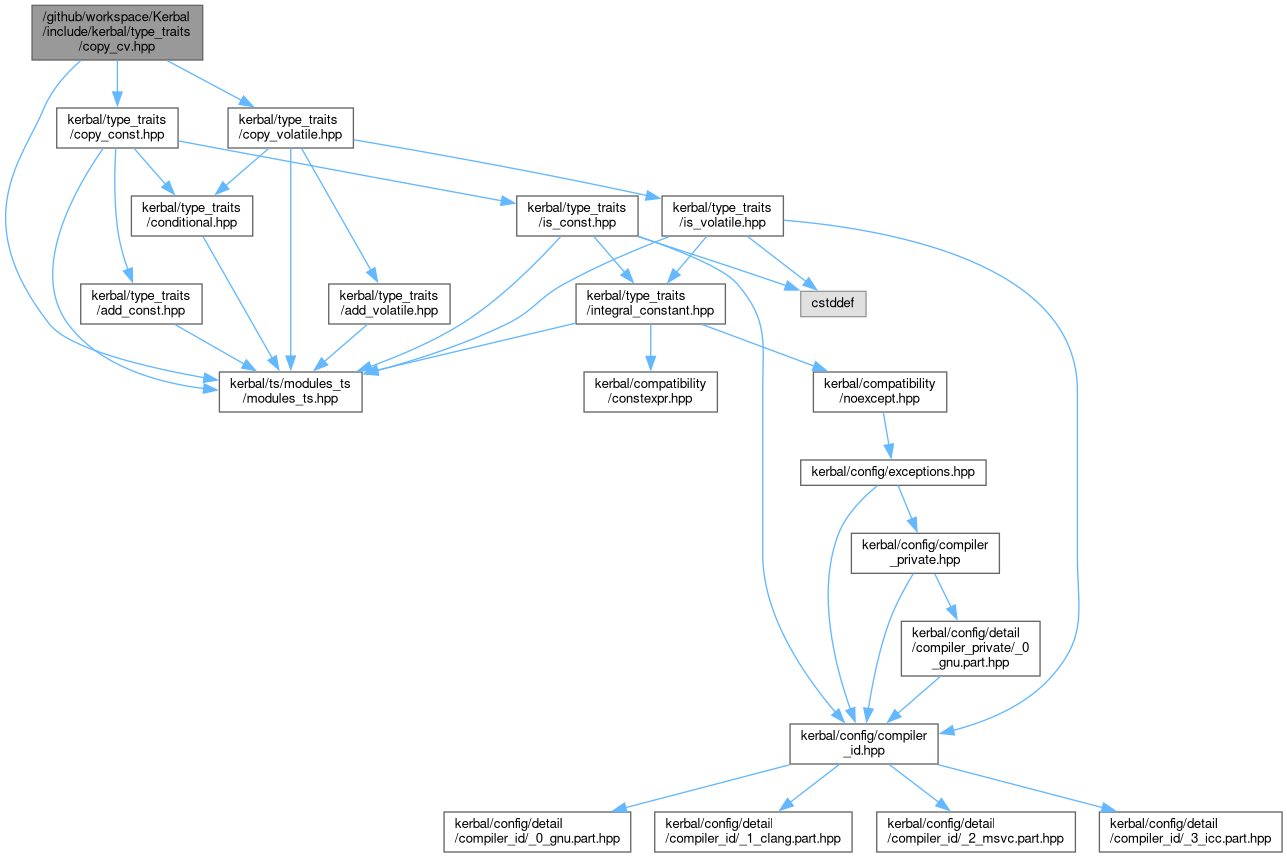 /github/workspace/Kerbal
/include/kerbal/type_traits
/copy_cv.hpp
kerbal/type_traits
/copy_const.hpp
kerbal/type_traits
/copy_volatile.hpp
kerbal/type_traits
/conditional.hpp
kerbal/type_traits
/is_const.hpp
kerbal/type_traits
/is_volatile.hpp
kerbal/type_traits
/add_const.hpp
kerbal/type_traits
/add_volatile.hpp
kerbal/type_traits
/integral_constant.hpp
cstddef
kerbal/ts/modules_ts
/modules_ts.hpp
kerbal/compatibility
/constexpr.hpp
kerbal/compatibility
/noexcept.hpp
kerbal/config/exceptions.hpp
kerbal/config/compiler
_private.hpp
kerbal/config/detail
/compiler_private/_0
_gnu.part.hpp
kerbal/config/compiler
_id.hpp
kerbal/config/detail
/compiler_id/_0_gnu.part.hpp
kerbal/config/detail
/compiler_id/_1_clang.part.hpp
kerbal/config/detail
/compiler_id/_2_msvc.part.hpp
kerbal/config/detail
/compiler_id/_3_icc.part.hpp